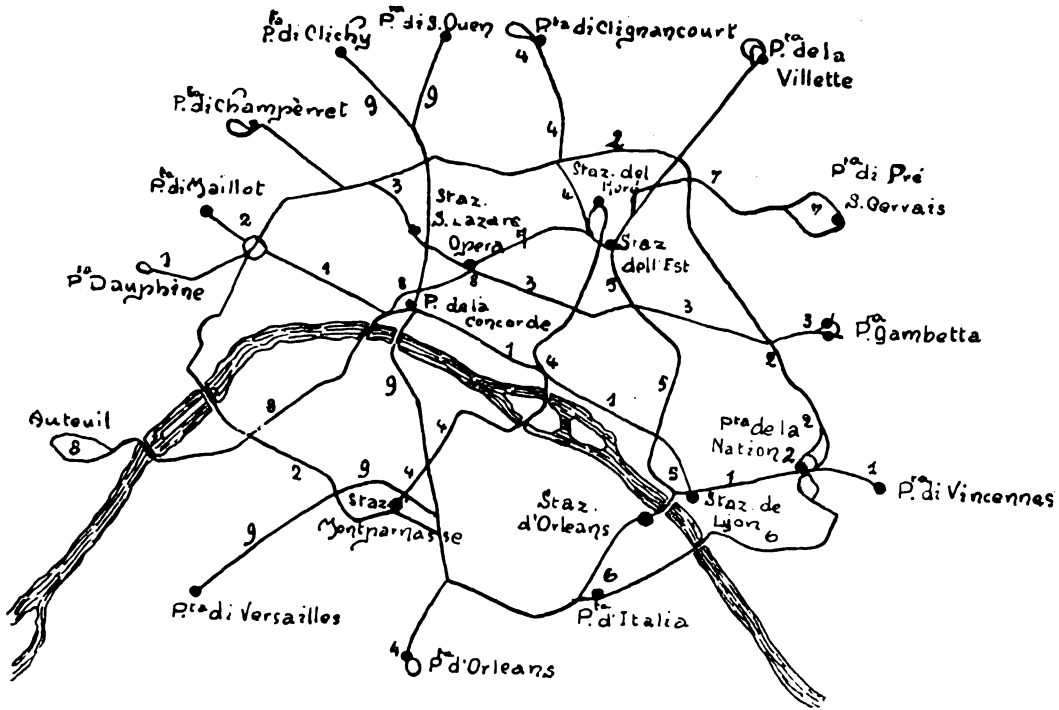 P.ta di Clichy
P.ta di S. Ouen
P.ta di Clignancourt
P.ta de la
Villette
P.ta di Champèrret
P.ta di Maillot
P.ta Dauphine
Staz.
S. Lazare
Opera
Staz. del
Nord
Staz
dell'Est
P.ta di Pré
S. Gervais
P. de la
Concorde
P.ta Gambetta
Auteuil
P.ta de la
Nation
P.ta di Vincennes
Staz. de
Lyon
Staz.
d'Orleans
Staz
Montparnasse
P.ta di Versailles
P.ta d'Italia
P.ta d'Orleans
9
9
4
4
2
7
7
3
4
2
1
1
7
8
8
3
5
3
3
2
1
4
1
5
9
8
8
4
2
9
4
9
5
1
2
2
1
6
6
4